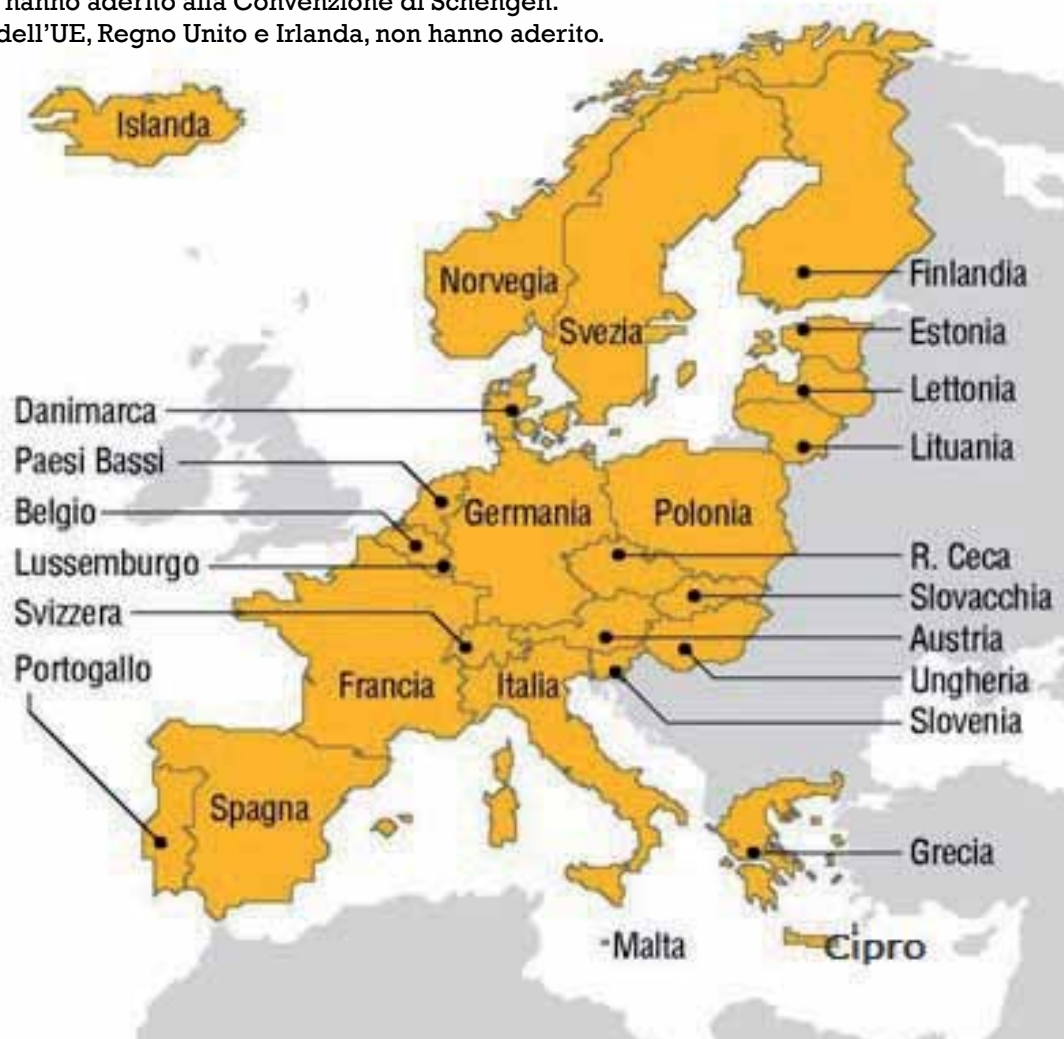 hanno aderito alla Convenzione di Schengen.
dell'UE, Regno Unito e Irlanda, non hanno aderito.
Islanda
Norvegia
Svezia
Finlandia
Estonia
Lettonia
Lituania
Danimarca
Paesi Bassi
Belgio
Lussemburgo
Svizzera
Portogallo
Germania
Polonia
R. Ceca
Slovacchia
Austria
Ungheria
Slovenia
Francia
Italia
Spagna
Grecia
-Malta
Cipro